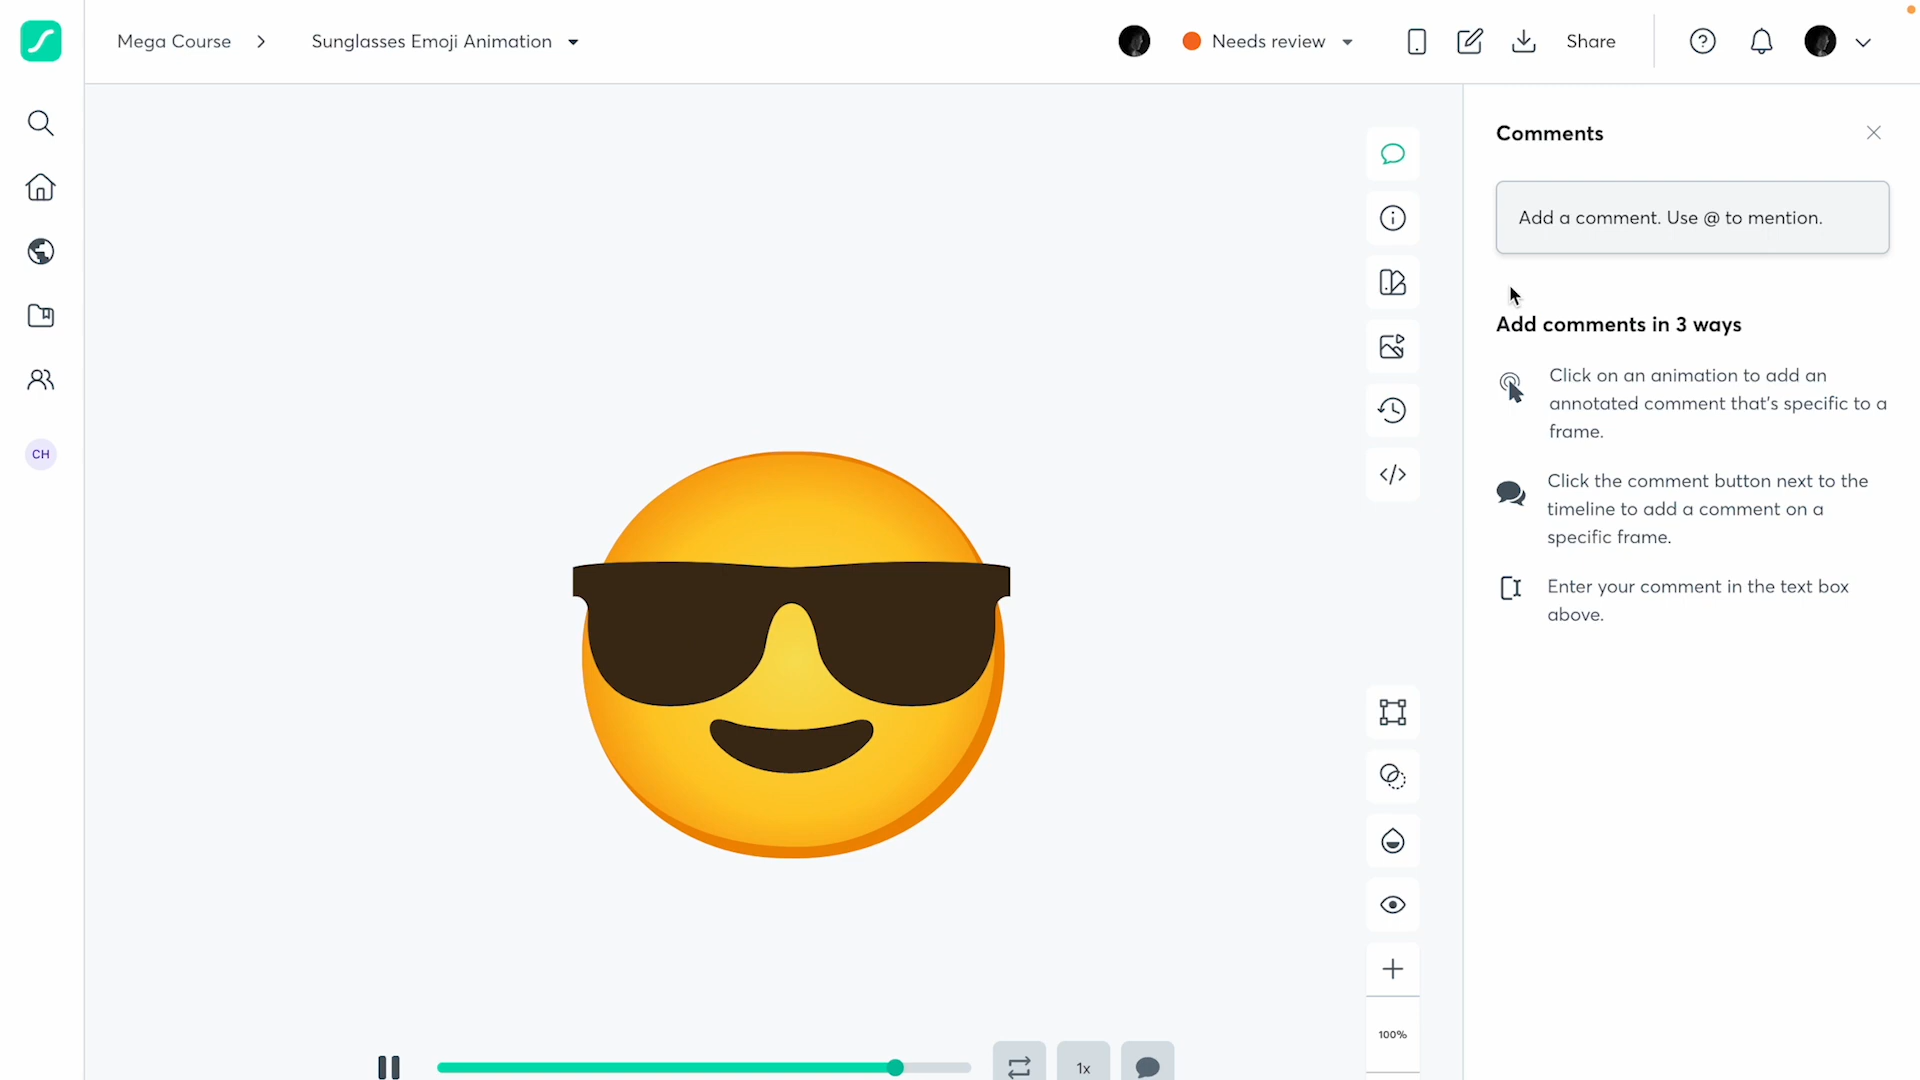 Mega Course
Sunglasses Emoji Animation
Needs review
Share
CH
Comments
Add a comment. Use @ to mention.
Add comments in 3 ways
Click on an animation to add an
annotated comment that's specific to a
frame.
Click the comment button next to the
timeline to add a comment on a
specific frame.
Enter your comment in the text box
above.
100%
1x